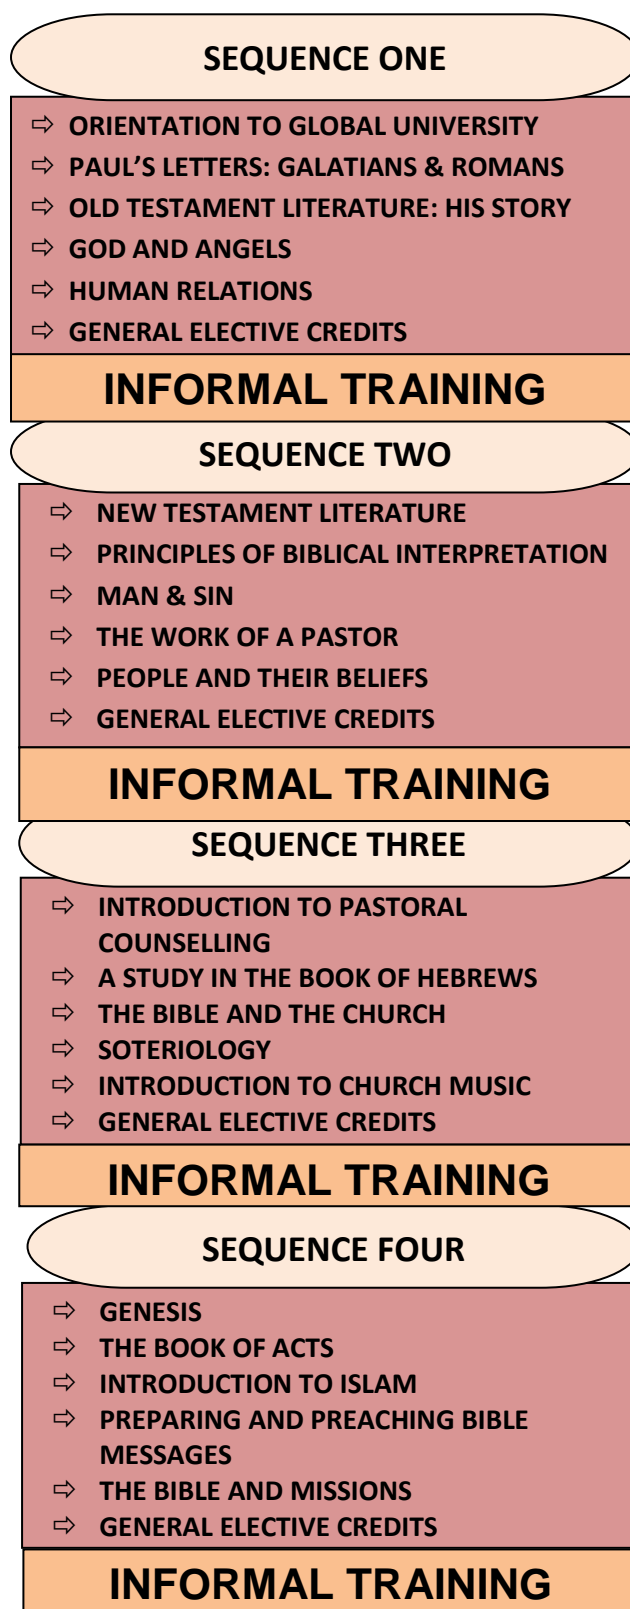 SEQUENCE ONE
⇨ ORIENTATION TO GLOBAL UNIVERSITY
⇨ PAUL’S LETTERS: GALATIANS & ROMANS
⇨ OLD TESTAMENT LITERATURE: HIS STORY
⇨ GOD AND ANGELS
⇨ HUMAN RELATIONS
⇨ GENERAL ELECTIVE CREDITS
INFORMAL TRAINING
SEQUENCE TWO
⇨ NEW TESTAMENT LITERATURE
⇨ PRINCIPLES OF BIBLICAL INTERPRETATION
⇨ MAN & SIN
⇨ THE WORK OF A PASTOR
⇨ PEOPLE AND THEIR BELIEFS
⇨ GENERAL ELECTIVE CREDITS
INFORMAL TRAINING
SEQUENCE THREE
⇨ INTRODUCTION TO PASTORAL
COUNSELLING
⇨ A STUDY IN THE BOOK OF HEBREWS
⇨ THE BIBLE AND THE CHURCH
⇨ SOTERIOLOGY
⇨ INTRODUCTION TO CHURCH MUSIC
⇨ GENERAL ELECTIVE CREDITS
INFORMAL TRAINING
SEQUENCE FOUR
⇨ GENESIS
⇨ THE BOOK OF ACTS
⇨ INTRODUCTION TO ISLAM
⇨ PREPARING AND PREACHING BIBLE
MESSAGES
⇨ THE BIBLE AND MISSIONS
⇨ GENERAL ELECTIVE CREDITS
INFORMAL TRAINING